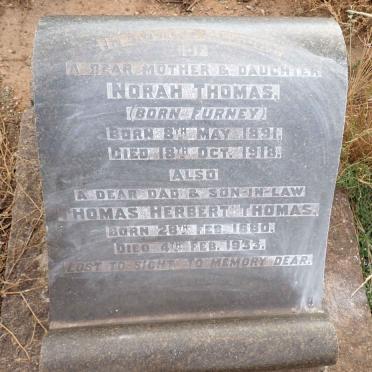 OF
A DEAR MOTHER & DAUGHTER
NORAH THOMAS.
(BORN FURNEY)
BORN 8TH MAY 1891.
DIED 18TH OCT. 1918.
ALSO
A DEAR DAD & SON-IN-LAW
THOMAS HERBERT THOMAS.
BORN 28TH FEB. 1880.
DIED 4TH FEB. 1933.
LOST TO SIGHT TO MEMORY DEAR.